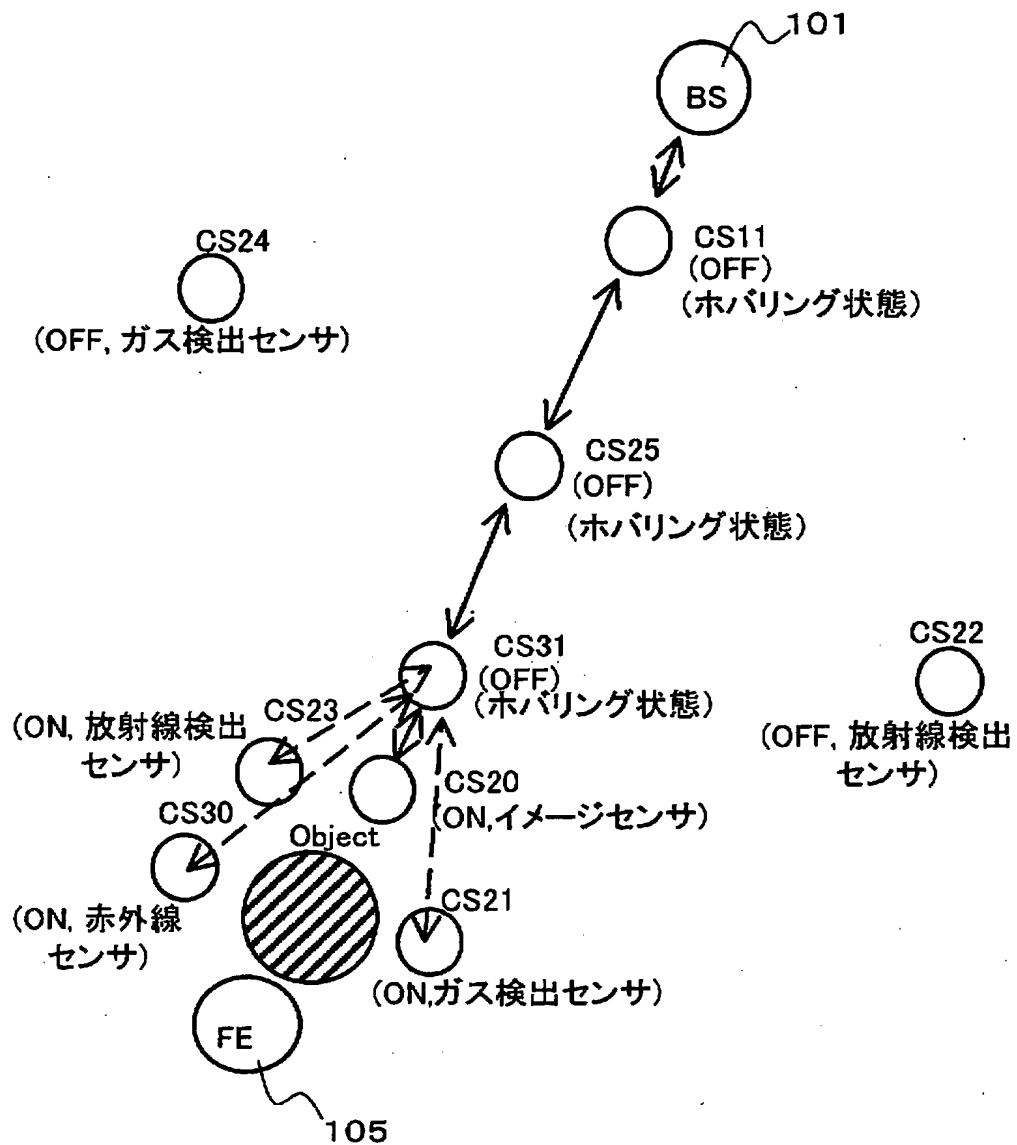 101
BS
CS24
(OFF, ガス検出センサ)
CS11
(OFF)
(ホバリング状態)
CS25
(OFF)
(ホバリング状態)
CS31
(OFF)
(ホバリング状態)
CS22
(OFF, 放射線検出
センサ)
CS23
(ON, 放射線検出
センサ)
CS20
(ON,イメージセンサ)
CS30
(ON, 赤外線
センサ)
Object
CS21
(ON,ガス検出センサ)
FE
105